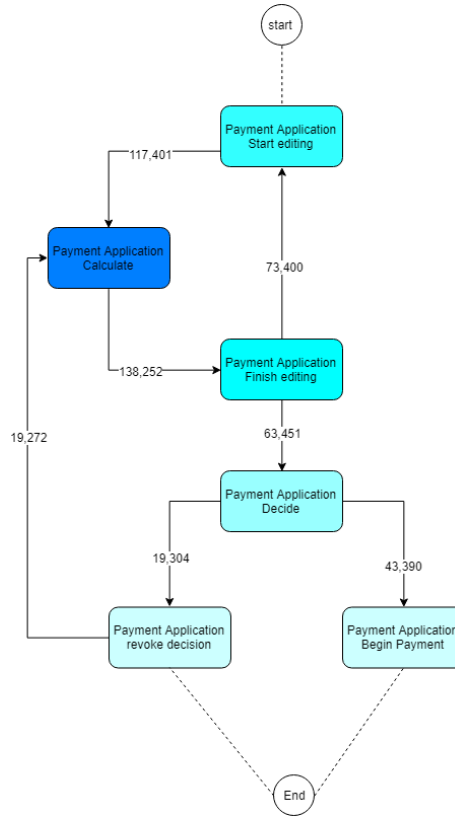 start
Payment Application
Start editing
117,401
Payment Application
Calculate
73,400
138,252
Payment Application
Finish editing
19,272
63,451
Payment Application
Decide
19,304
43,390
Payment Application
revoke decision
Payment Application
Begin Payment
End